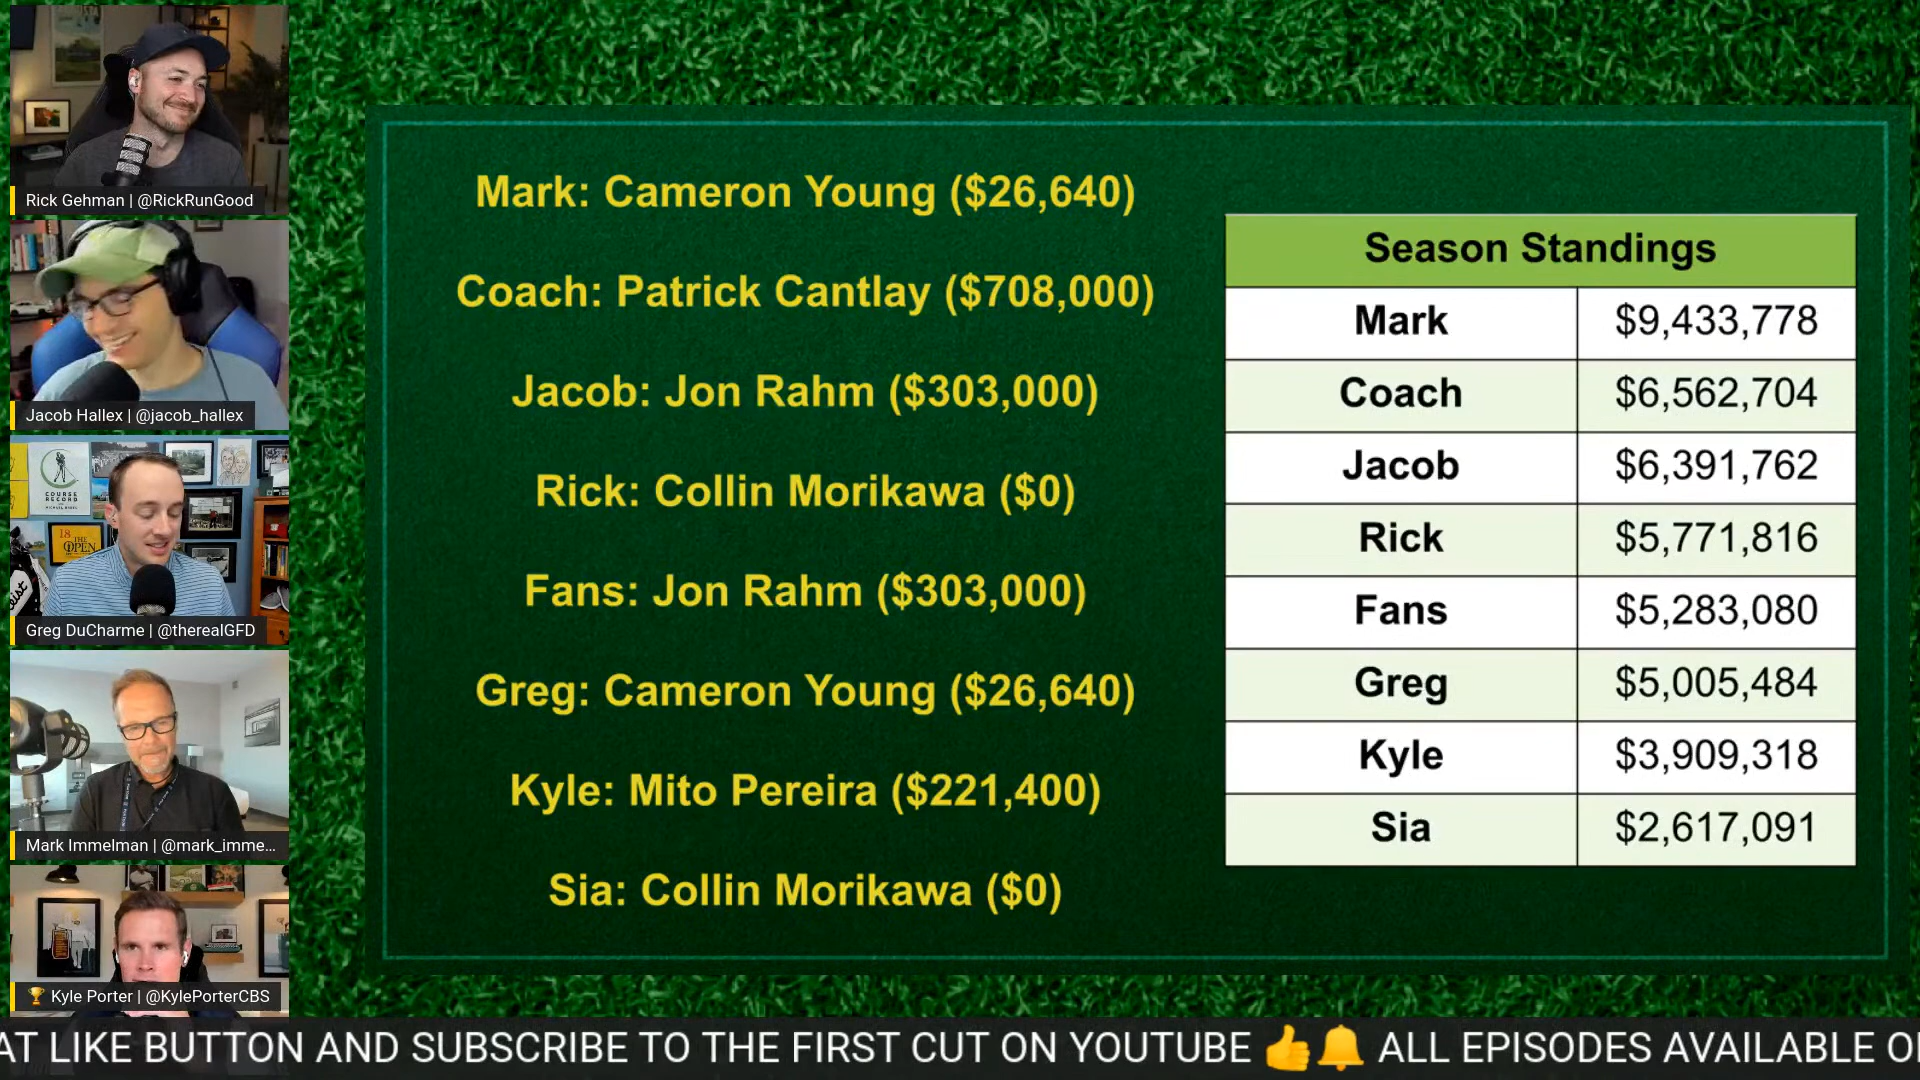 Rick Gehman | @RickRunGood
Jacob Hallex | @jacob_hallex
COURSE
RECORD
18
THE
OPEN
Greg DuCharme | @therealGFD
Mark Immelman | @mark_imme...
🏆 Kyle Porter | @KylePorterCBS
Mark: Cameron Young ($26,640)
Coach: Patrick Cantlay ($708,000)
Jacob: Jon Rahm ($303,000)
Rick: Collin Morikawa ($0)
Fans: Jon Rahm ($303,000)
Greg: Cameron Young ($26,640)
Kyle: Mito Pereira ($221,400)
Sia: Collin Morikawa ($0)
Season Standings
Mark $9,433,778
Coach $6,562,704
Jacob $6,391,762
Rick $5,771,816
Fans $5,283,080
Greg $5,005,484
Kyle $3,909,318
Sia $2,617,091
AT LIKE BUTTON AND SUBSCRIBE TO THE FIRST CUT ON YOUTUBE 👍🔔 ALL EPISODES AVAILABLE